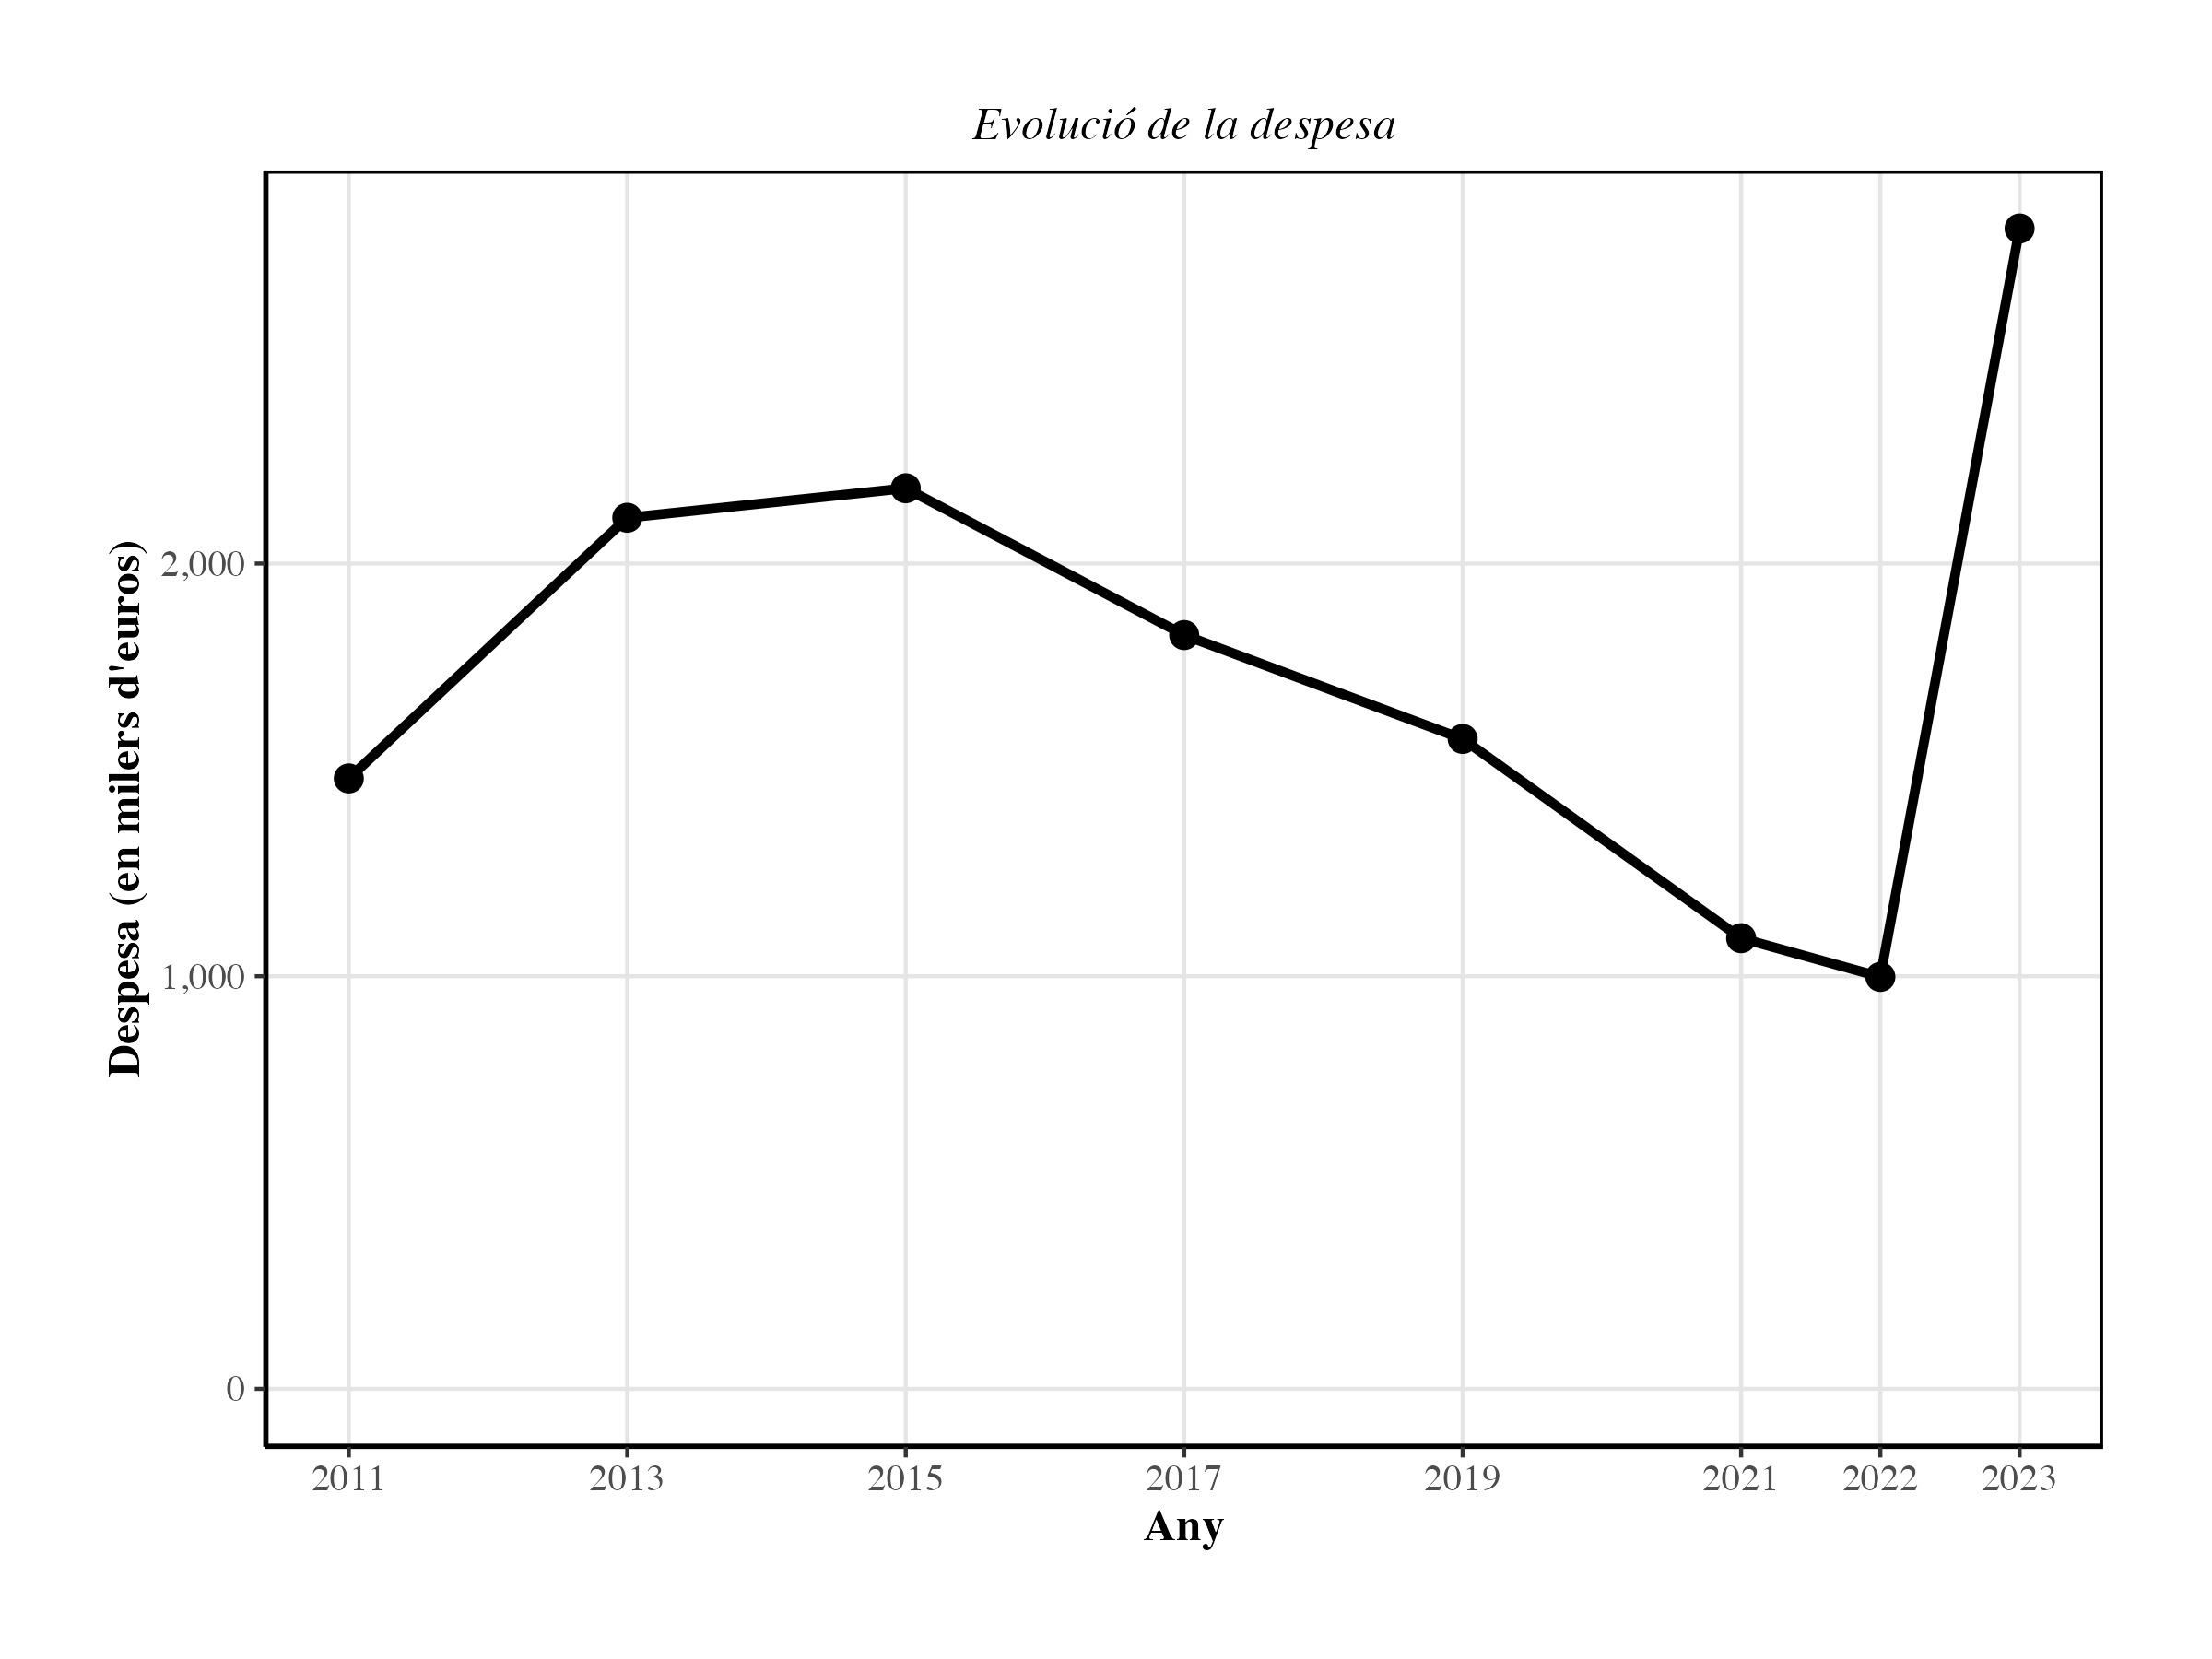 Evolució de la despesa
Despesa (en milers d'euros)
2,000
1,000
0
2011 2013 2015 2017 2019 2021 2022 2023
Any